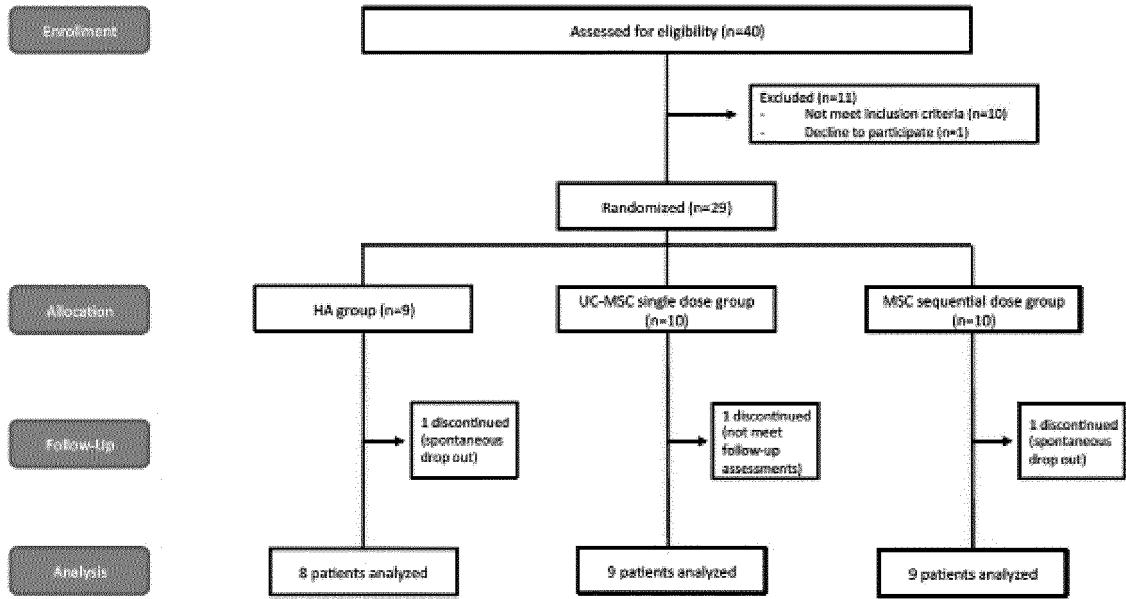 Enrollment
Assessed for eligibility (n=40)
Excluded (n=11)
- Not meet inclusion criteria (n=10)
- Decline to participate (n=1)
Randomized (n=29)
Allocation
HA group (n=9)
UC-MSC single dose group
(n=10)
MSC sequential dose group
(n=10)
Follow-Up
1 discontinued
(spontaneous
drop out)
1 discontinued
(not meet
follow-up
assessments)
1 discontinued
(spontaneous
drop out)
Analysis
8 patients analyzed
9 patients analyzed
9 patients analyzed